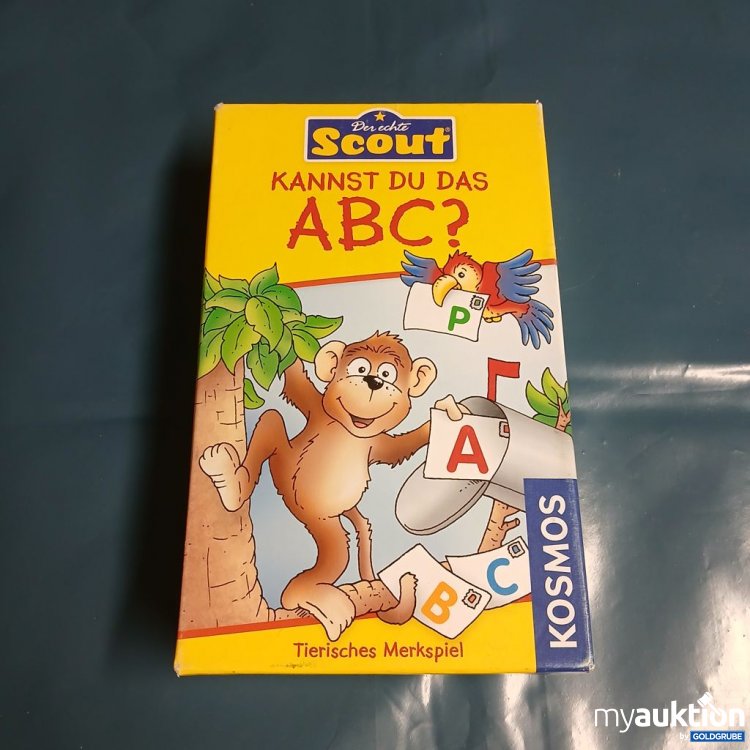 Der echte
Scout®
KANNST DU DAS
ABC?
P
A
B
C
KOSMOS
Tierisches Merkspiel
myauktion
by GOLDGRUBE